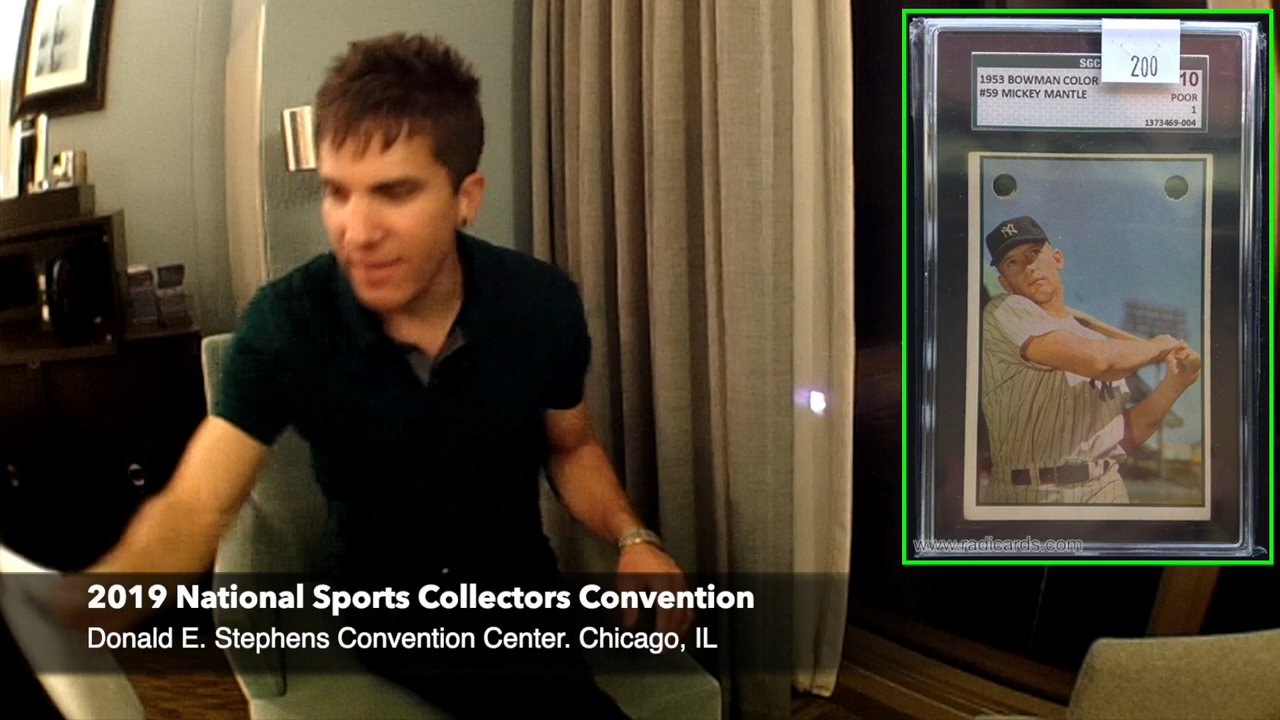 SGC
200
10
1953 BOWMAN COLOR
#59 MICKEY MANTLE
POOR
1
1373469-004
NY
www.radicards.com
2019 National Sports Collectors Convention
Donald E. Stephens Convention Center. Chicago, IL